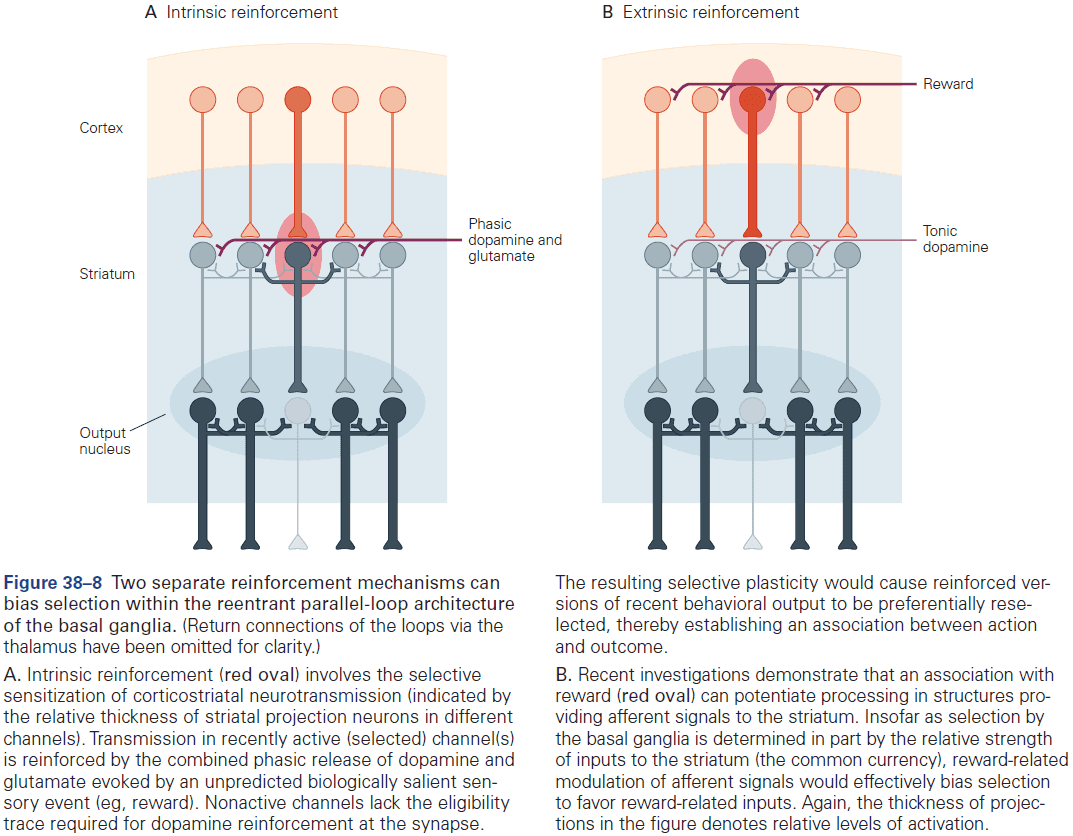 A Intrinsic reinforcement
B Extrinsic reinforcement
Cortex
Striatum
Output
nucleus
Phasic
dopamine and
glutamate
Reward
Tonic
dopamine
Figure 38–8 Two separate reinforcement mechanisms can
bias selection within the reentrant parallel-loop architecture
of the basal ganglia. (Return connections of the loops via the
thalamus have been omitted for clarity.)
A. Intrinsic reinforcement (red oval) involves the selective
sensitization of corticostriatal neurotransmission (indicated by
the relative thickness of striatal projection neurons in different
channels). Transmission in recently active (selected) channel(s)
is reinforced by the combined phasic release of dopamine and
glutamate evoked by an unpredicted biologically salient sen-
sory event (eg, reward). Nonactive channels lack the eligibility
trace required for dopamine reinforcement at the synapse.
The resulting selective plasticity would cause reinforced ver-
sions of recent behavioral output to be preferentially rese-
lected, thereby establishing an association between action
and outcome.
B. Recent investigations demonstrate that an association with
reward (red oval) can potentiate processing in structures pro-
viding afferent signals to the striatum. Insofar as selection by
the basal ganglia is determined in part by the relative strength
of inputs to the striatum (the common currency), reward-related
modulation of afferent signals would effectively bias selection
to favor reward-related inputs. Again, the thickness of projec-
tions in the figure denotes relative levels of activation.